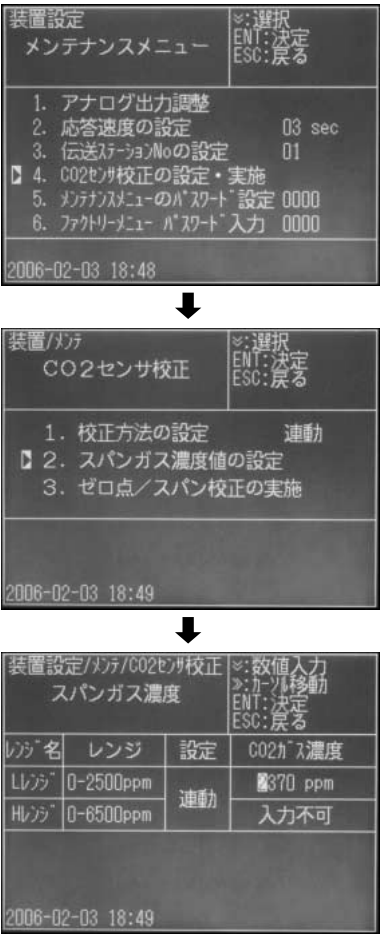 装置設定
メンテナンスメニュー
≫:選択
ENT:決定
ESC:戻る
1. アナログ出力調整
2. 応答速度の設定 03 sec
3. 伝送ステーションNoの設定 01
4. CO2センサ校正の設定・実施
5. メンテナンスメニューのパスワード設定 0000
6. ファクトリーメニュー パスワード入力 0000
2006-02-03 18:48
装置/メンテ
CO2センサ校正
≫:選択
ENT:決定
ESC:戻る
1. 校正方法の設定 連動
2. スパンガス濃度値の設定
3. ゼロ点/スパン校正の実施
2006-02-03 18:49
装置設定/メンテ/CO2センサ校正
スパンガス濃度
≫:数値入力
≫:カーソル移動
ENT:決定
ESC:戻る
レンジ名 レンジ 設定 CO2ガス濃度
Lレンジ 0-2500ppm 連動 2370 ppm
Hレンジ 0-6500ppm 入力不可
2006-02-03 18:49